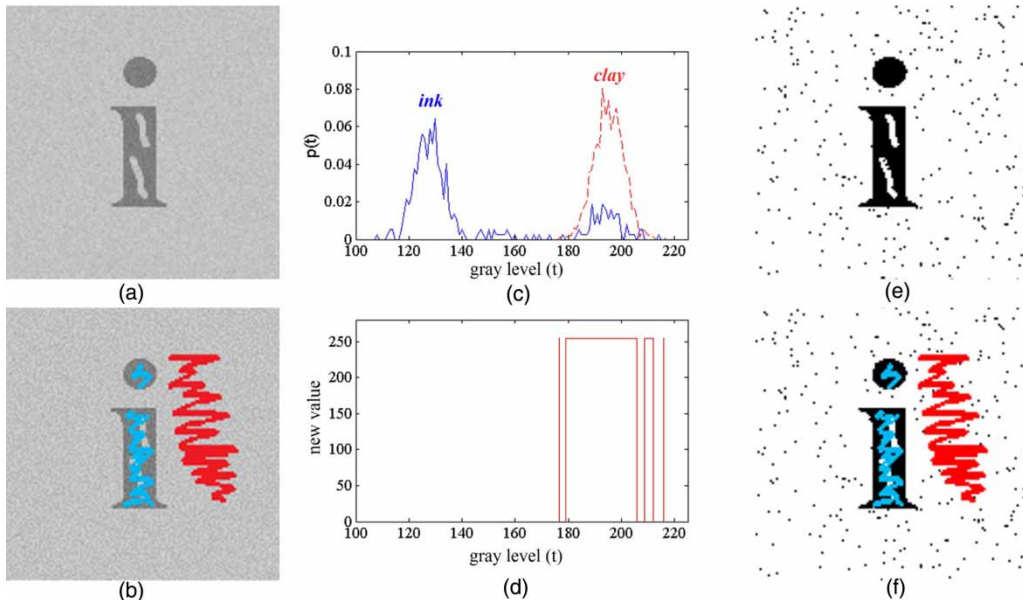 i
(a)
0.1
0.08
0.06
0.04
0.02
0
p(t)
ink
clay
100 120 140 160 180 200 220
gray level (t)
(c)
i
(e)
i
(b)
250
200
150
100
50
0
new value
100 120 140 160 180 200 220
gray level (t)
(d)
i
(f)